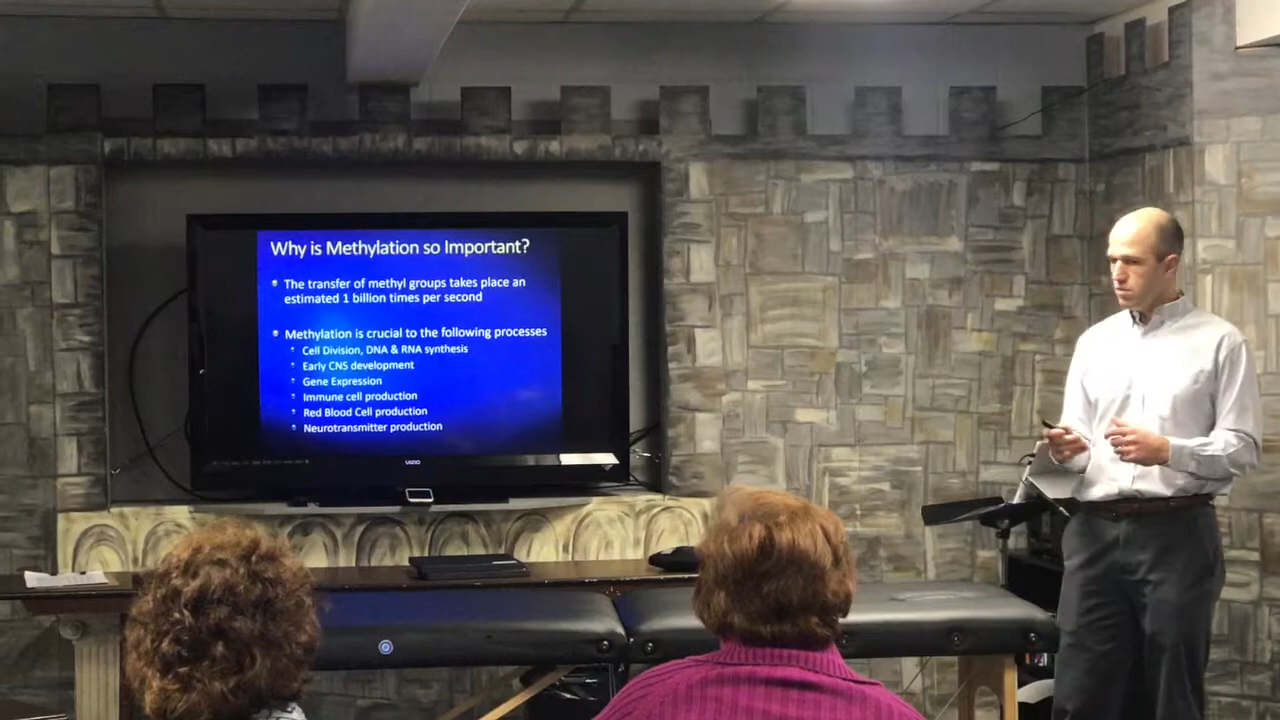 Why is Methylation so Important?
The transfer of methyl groups takes place an
estimated 1 billion times per second
Methylation is crucial to the following processes
Cell Division, DNA & RNA synthesis
Early CNS development
Gene Expression
Immune cell production
Red Blood Cell production
Neurotransmitter production
VIZIO